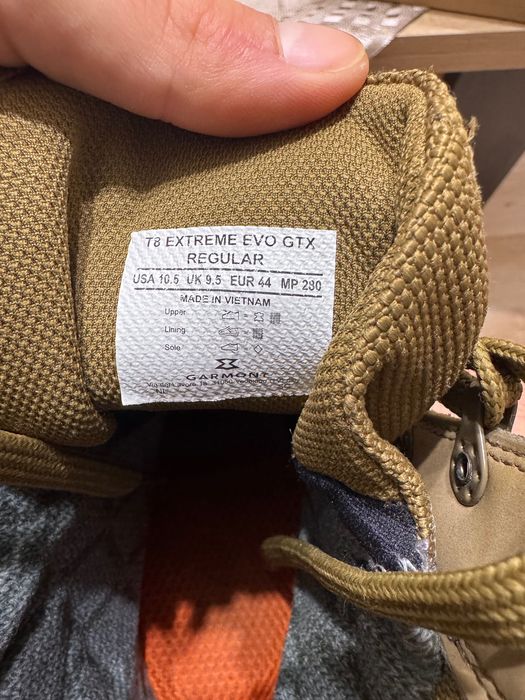 T8 EXTREME EVO GTX
REGULAR
USA 10.5 UK 9.5 EUR 44 MP 280
MADE IN VIETNAM
Upper
Lining
Sole
GARMONT